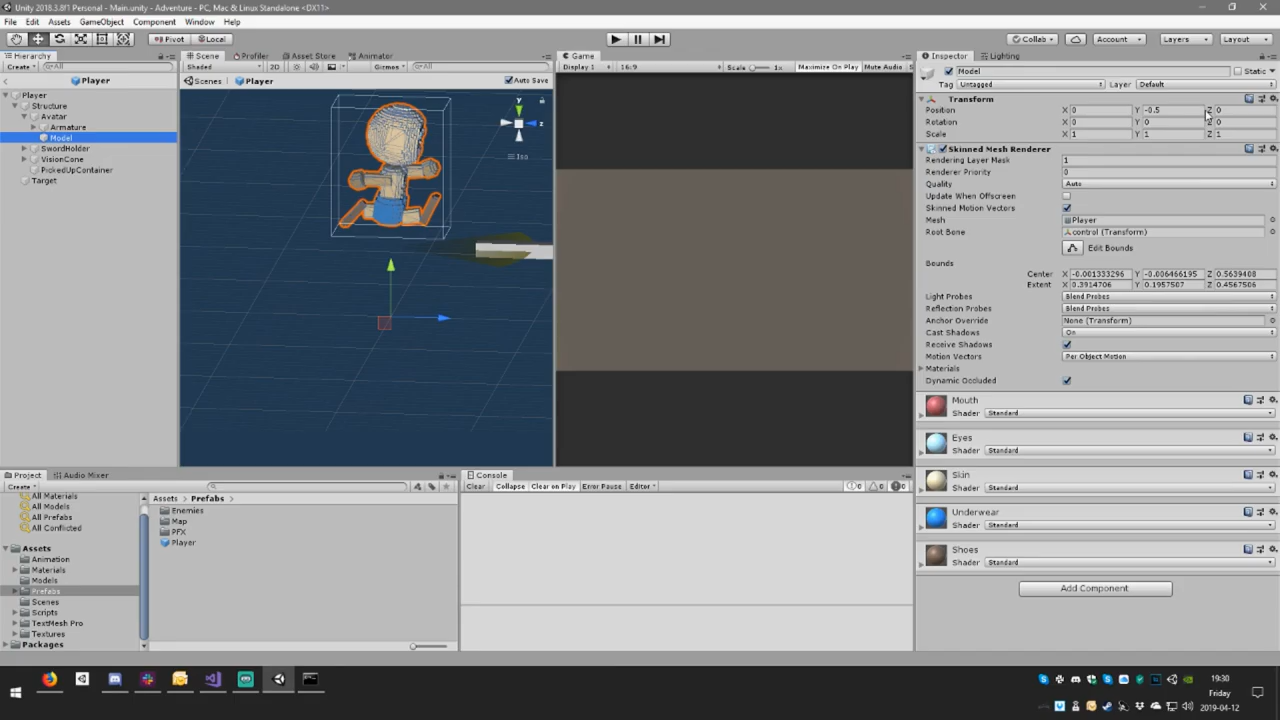 Unity 2018.3.8f1 Personal - Main.unity - Adventure - PC, Mac & Linux Standalone <DX11>
File Edit Assets GameObject Component Window Help
Pivot Local Collab Account Layers Layout
Hierarchy
Create All
Player
Player
Structure
Avatar
Armature
Model
SwordHolder
VisionCone
PickedUpContainer
Target
Scene Profiler Asset Store Animator
Shaded 2D Gizmos All
Scenes Player Auto Save
y
z
Iso
Game
Display 1 16:9 Scale 1x Maximize On Play Mute Audio
Inspector Lighting
Model Static
Tag Untagged Layer Default
Transform
Position X 0 Y -0.5 Z 0
Rotation X 0 Y 0 Z 0
Scale X 1 Y 1 Z 1
Skinned Mesh Renderer
Rendering Layer Mask 1
Renderer Priority 0
Quality Auto
Update When Offscreen
Skinned Motion Vectors
Mesh Player
Root Bone control (Transform)
Edit Bounds
Bounds
Center X -0.001333296 Y -0.006466195 Z 0.5639408
Extent X 0.3914706 Y 0.1957507 Z 0.4567506
Light Probes Blend Probes
Reflection Probes Blend Probes
Anchor Override None (Transform)
Cast Shadows On
Receive Shadows
Motion Vectors Per Object Motion
Materials
Dynamic Occluded
Mouth
Shader Standard
Eyes
Shader Standard
Skin
Shader Standard
Underwear
Shader Standard
Shoes
Shader Standard
Add Component
Project Audio Mixer
Create
All Materials
All Models
All Prefabs
All Conflicted
Assets
Animation
Materials
Models
Prefabs
Scenes
Scripts
TextMesh Pro
Textures
Packages
Assets Prefabs
Enemies
Map
PFX
Player
Console
Clear Collapse Clear on Play Error Pause Editor 0 0 0
19:30
Friday
2019-04-12